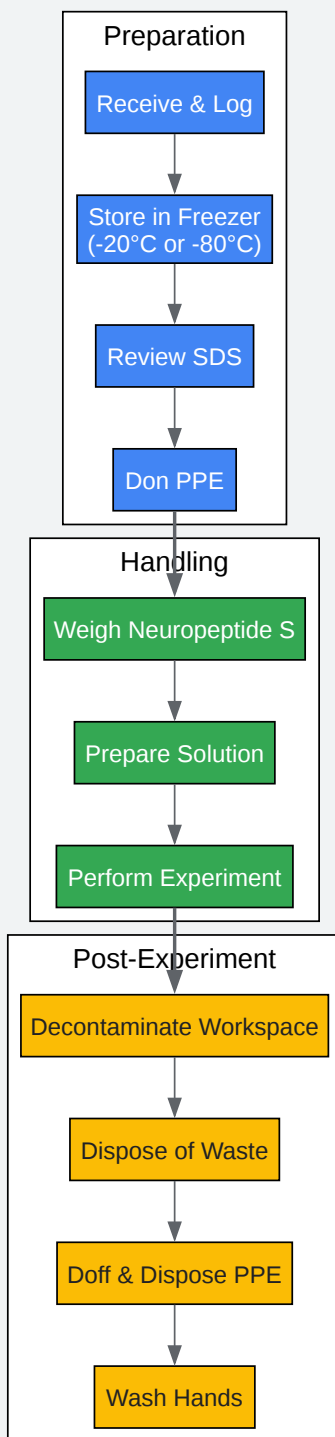 Preparation
Receive & Log
Store in Freezer
(-20°C or -80°C)
Review SDS
Don PPE
Handling
Weigh Neuropeptide S
Prepare Solution
Perform Experiment
Post-Experiment
Decontaminate Workspace
Dispose of Waste
Doff & Dispose PPE
Wash Hands